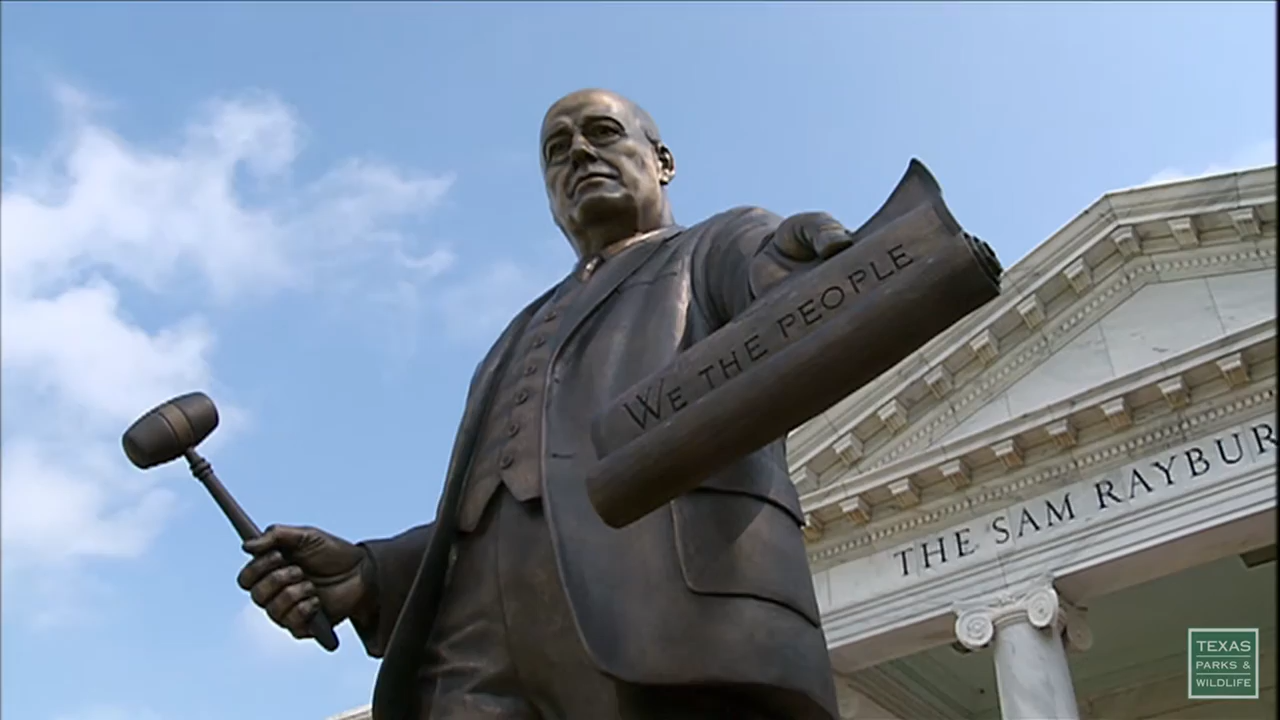 WE THE PEOPLE
THE SAM RAYBUR
TEXAS
PARKS &
WILDLIFE